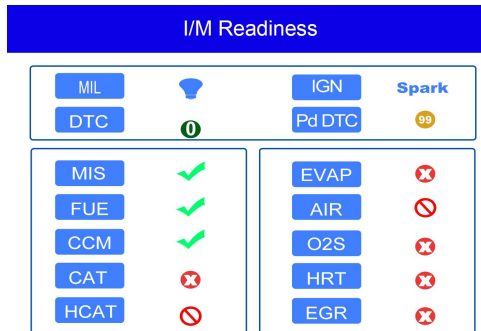 I/M Readiness
MIL IGN Spark
DTC 0 Pd DTC 99
MIS EVAP
FUE AIR
CCM O2S
CAT HRT
HCAT EGR